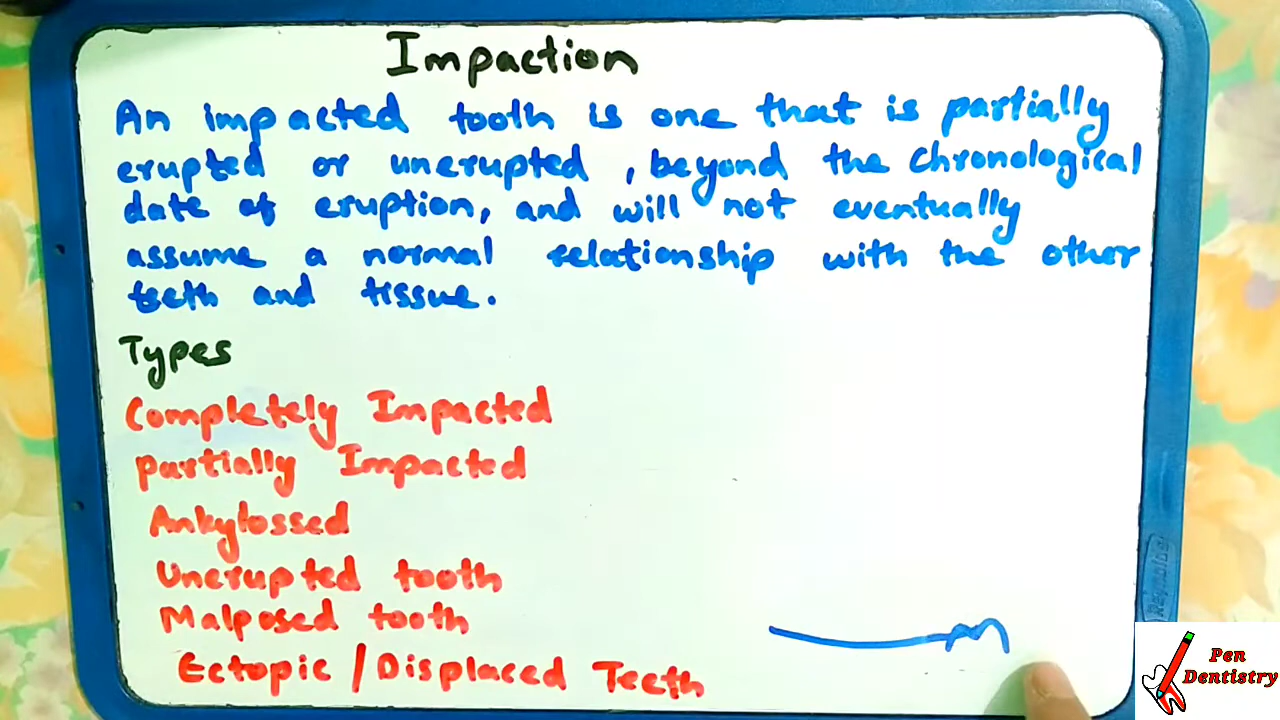 Impaction
An impacted tooth is one that is partially
erupted or unerupted, beyond the chronological
date of eruption, and will not eventually
assume a normal relationship with the other
teeth and tissue.
Types
Completely Impacted
partially Impacted
Ankylossed
Unerupted tooth
Malposed tooth
Ectopic / Displaced Teeth
Pen
Dentistry